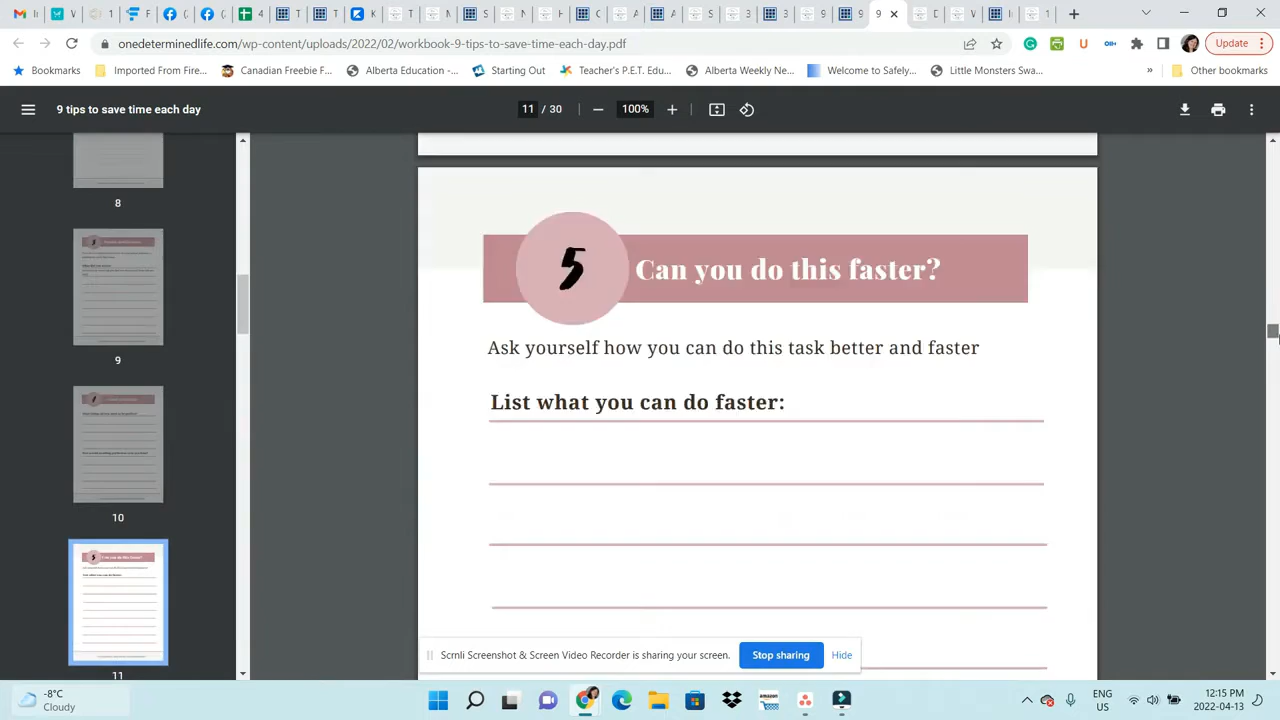 onedeterminedlife.com/wp-content/uploads/2022/02/workbook-9-tips-to-save-time-each-day.pdf
Update
Bookmarks
Imported From Fire...
Canadian Freebie F...
Alberta Education -...
Starting Out
Teacher's P.E.T. Edu...
Alberta Weekly Ne...
Welcome to Safely...
Little Monsters Swa...
»
Other bookmarks
9 tips to save time each day
11 / 30
100%
8
9
10
11
5
Can you do this faster?
Ask yourself how you can do this task better and faster
List what you can do faster:
Scrnli Screenshot & Screen Video Recorder is sharing your screen.
Stop sharing
Hide
-8°C
Cloudy
ENG
US
12:15 PM
2022-04-13